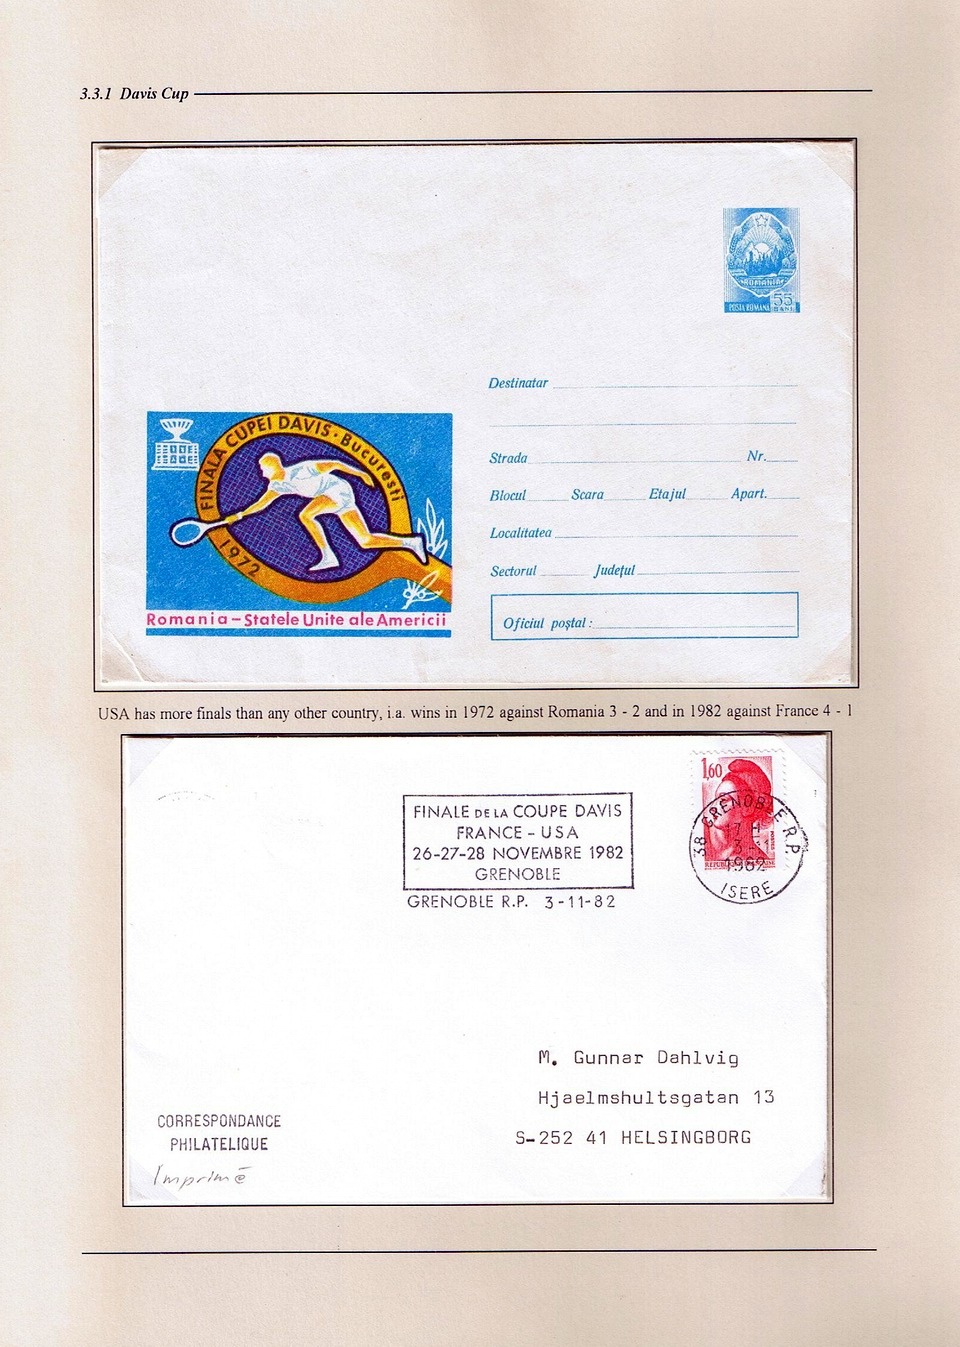 3.3.1 Davis Cup
ROMANIA
POSTA ROMANA 55 BANI
Destinatar
Strada Nr.
Blocul Scara Etajul Apart.
Localitatea
Sectorul Județul
Oficiul poștal :
FINALA CUPEI DAVIS · Bucuresti
1972
Romania – Statele Unite ale Americii
USA has more finals than any other country, i.a. wins in 1972 against Romania 3 - 2 and in 1982 against France 4 - 1
1,60
FINALE DE LA COUPE DAVIS
FRANCE - USA
26-27-28 NOVEMBRE 1982
GRENOBLE
GRENOBLE R.P. 3-11-82
38 GRENOBLE R.P.
17 H
3 -
1982
ISERE
M. Gunnar Dahlvig
Hjaelmshultsgatan 13
S-252 41 HELSINGBORG
CORRESPONDANCE
PHILATELIQUE
Imprimé